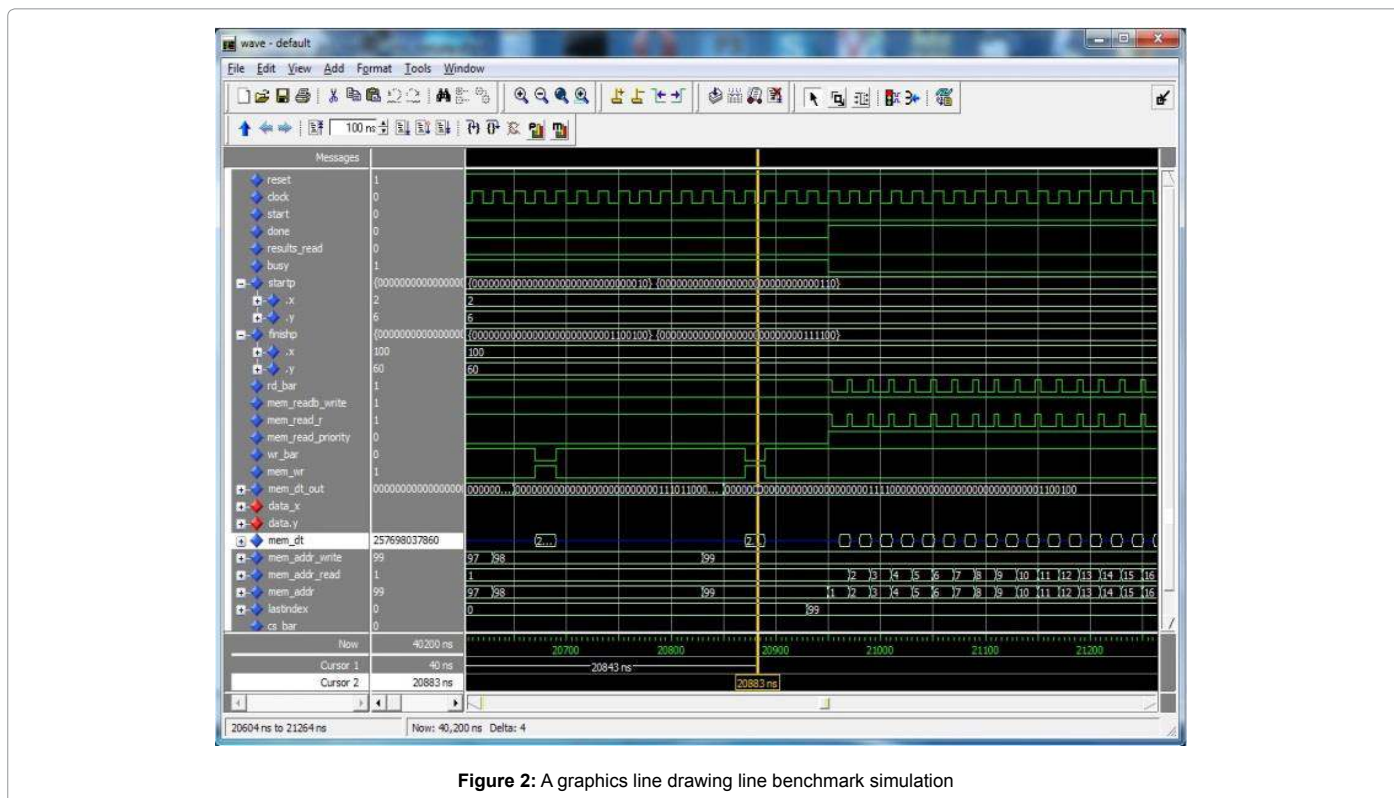 wave - default
File Edit View Add Format Tools Window
100 ns
Messages
reset 1
clock 0
start 0
done 0
results_read 0
busy 1
startp
.x 2 2
.y 6 6
finishp
.x 100 100
.y 60 60
rd_bar 1
mem_readb_write 1
mem_read_r 1
mem_read_priority 0
wr_bar 0
mem_wr 1
mem_dt_out
data_x
data.y
mem_dt 257698037860 2... 2...
mem_addr_write 99 97 98 99
mem_addr_read 1 1 2 3 4 5 6 7 8 9 10 11 12 13 14 15 16
mem_addr 99 97 98 99 1 2 3 4 5 6 7 8 9 10 11 12 13 14 15 16
lastindex 0 0 99
cs_bar 0
Now 40200 ns 20700 20800 20900 21000 21100 21200
Cursor 1 40 ns 20843 ns
Cursor 2 20883 ns 20883 ns
20604 ns to 21264 ns Now: 40,200 ns Delta: 4
Figure 2: A graphics line drawing line benchmark simulation